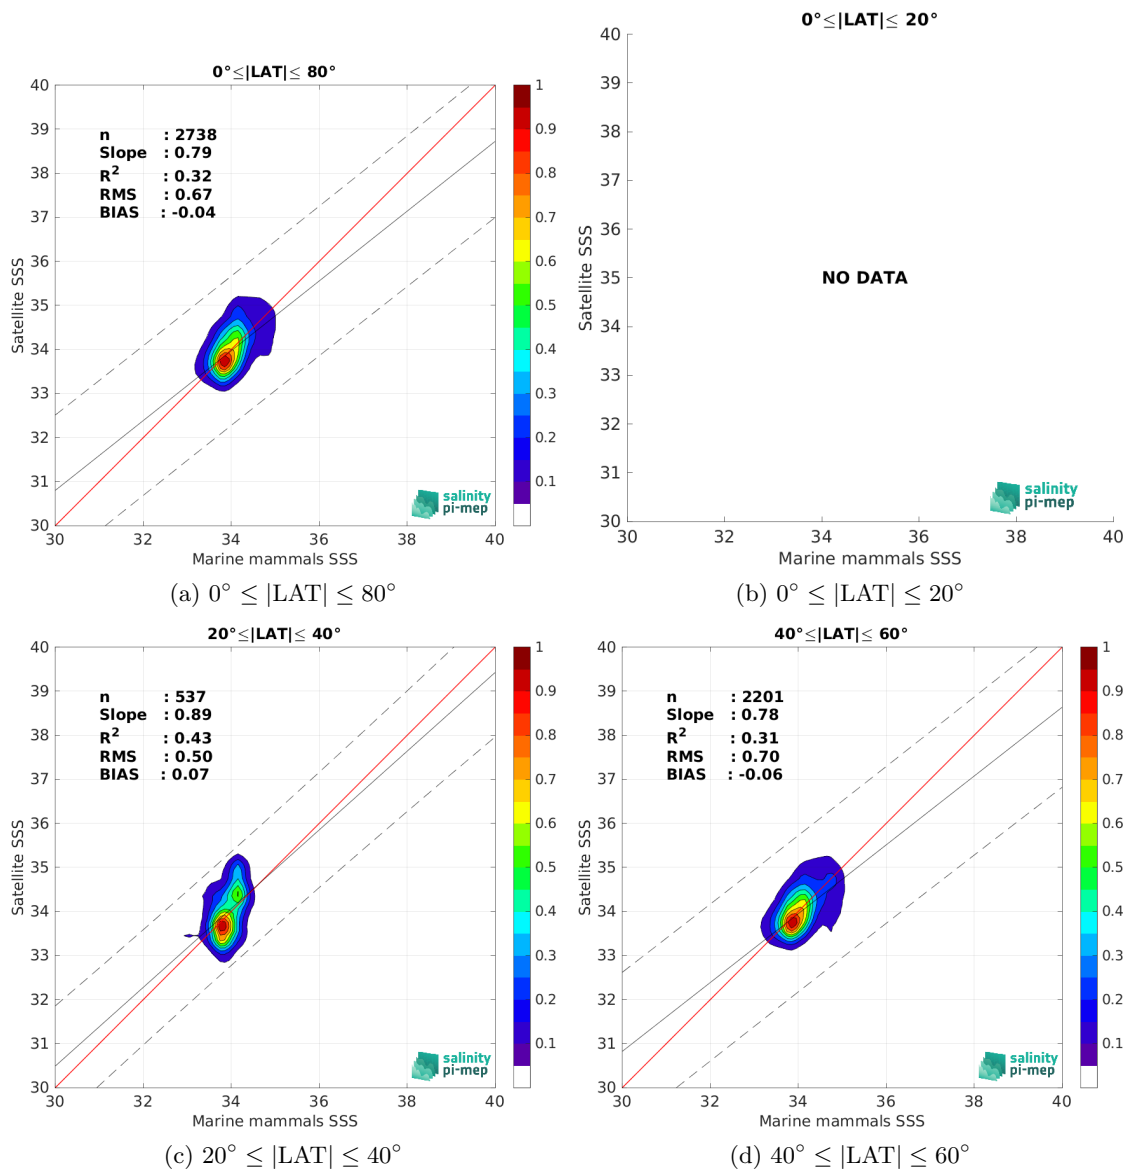 0°≤|LAT|≤ 80°
40
39
38
37
36
35
34
33
32
31
30
30
32
34
36
38
40
Satellite SSS
Marine mammals SSS
n : 2738
Slope : 0.79
R² : 0.32
RMS : 0.67
BIAS : -0.04
1
0.9
0.8
0.7
0.6
0.5
0.4
0.3
0.2
0.1
salinity
pi-mep
(a) 0° ≤ |LAT| ≤ 80°
0°≤|LAT|≤ 20°
40
39
38
37
36
35
34
33
32
31
30
30
32
34
36
38
40
Satellite SSS
Marine mammals SSS
NO DATA
salinity
pi-mep
(b) 0° ≤ |LAT| ≤ 20°
20°≤|LAT|≤ 40°
40
39
38
37
36
35
34
33
32
31
30
30
32
34
36
38
40
Satellite SSS
Marine mammals SSS
n : 537
Slope : 0.89
R² : 0.43
RMS : 0.50
BIAS : 0.07
1
0.9
0.8
0.7
0.6
0.5
0.4
0.3
0.2
0.1
salinity
pi-mep
(c) 20° ≤ |LAT| ≤ 40°
40°≤|LAT|≤ 60°
40
39
38
37
36
35
34
33
32
31
30
30
32
34
36
38
40
Satellite SSS
Marine mammals SSS
n : 2201
Slope : 0.78
R² : 0.31
RMS : 0.70
BIAS : -0.06
1
0.9
0.8
0.7
0.6
0.5
0.4
0.3
0.2
0.1
salinity
pi-mep
(d) 40° ≤ |LAT| ≤ 60°